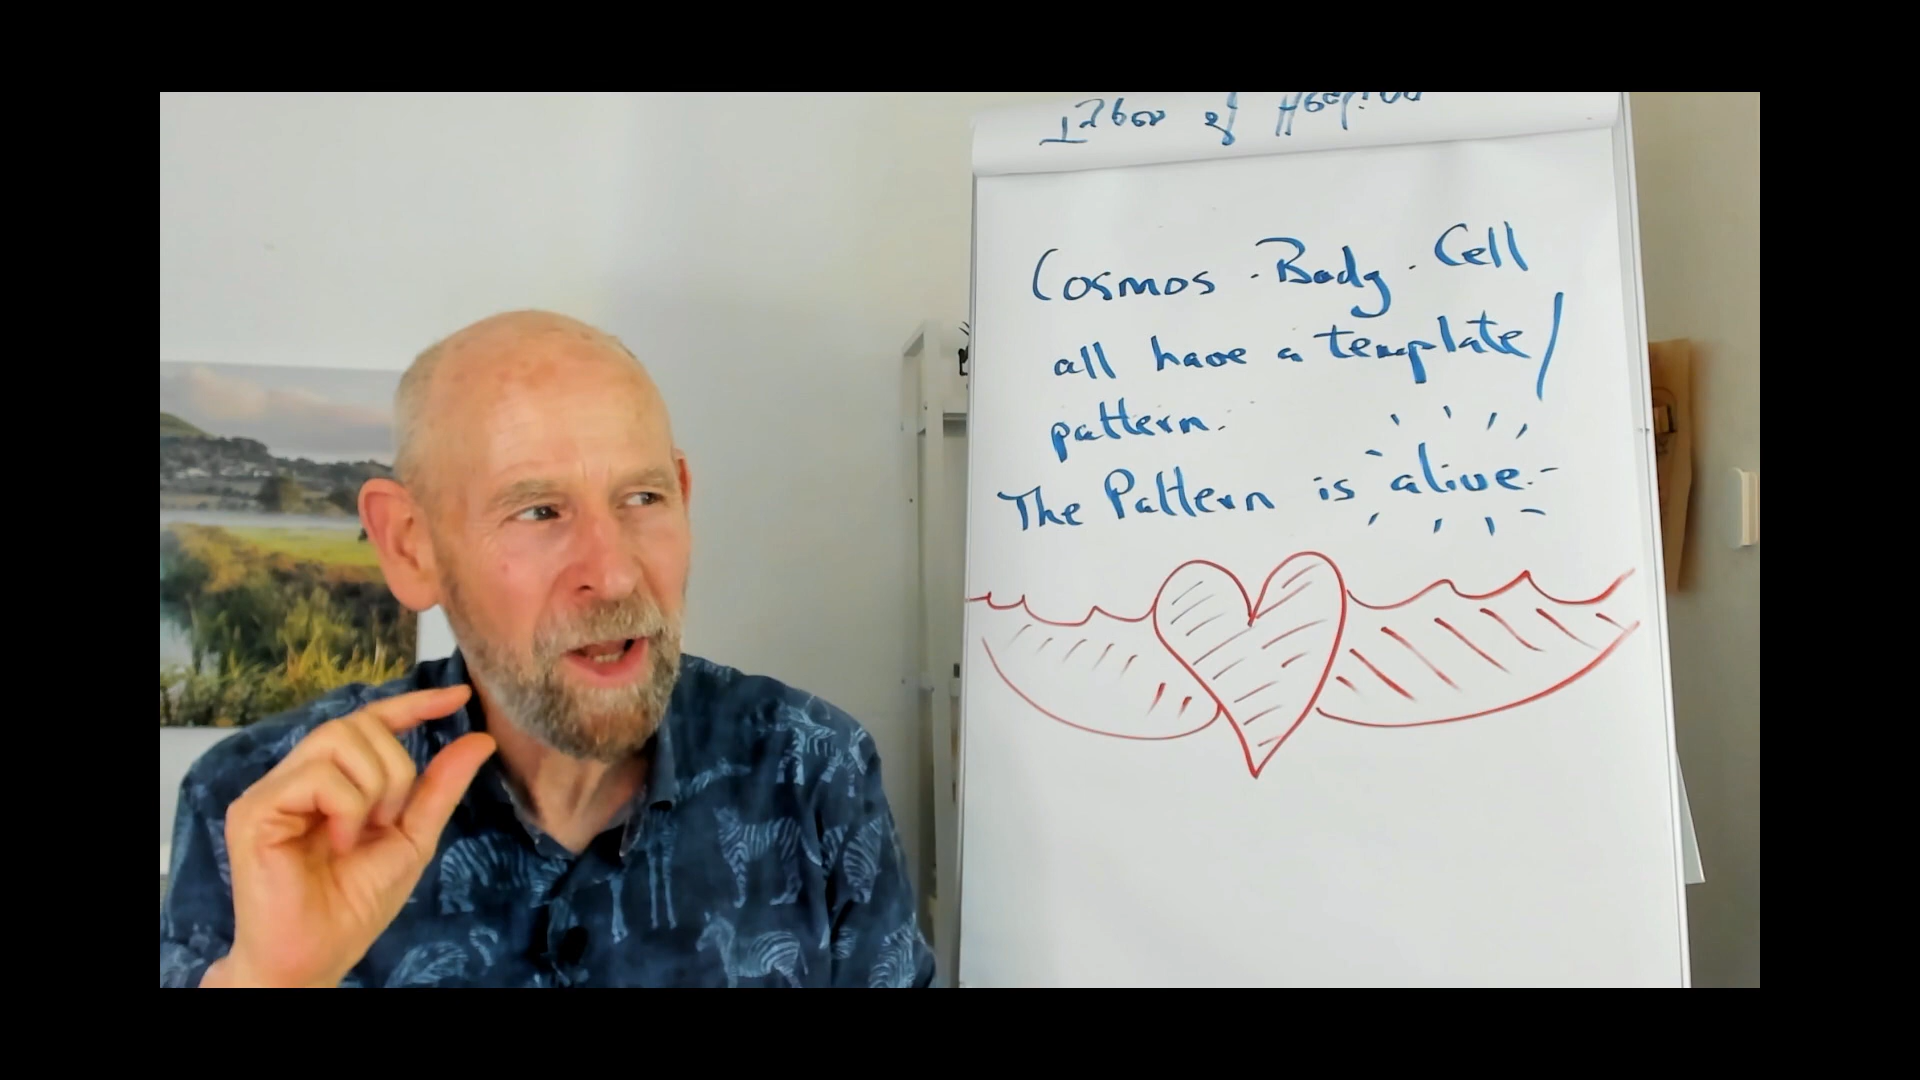 Cosmos · Body · Cell
all have a template/
pattern.
The Pattern is alive.